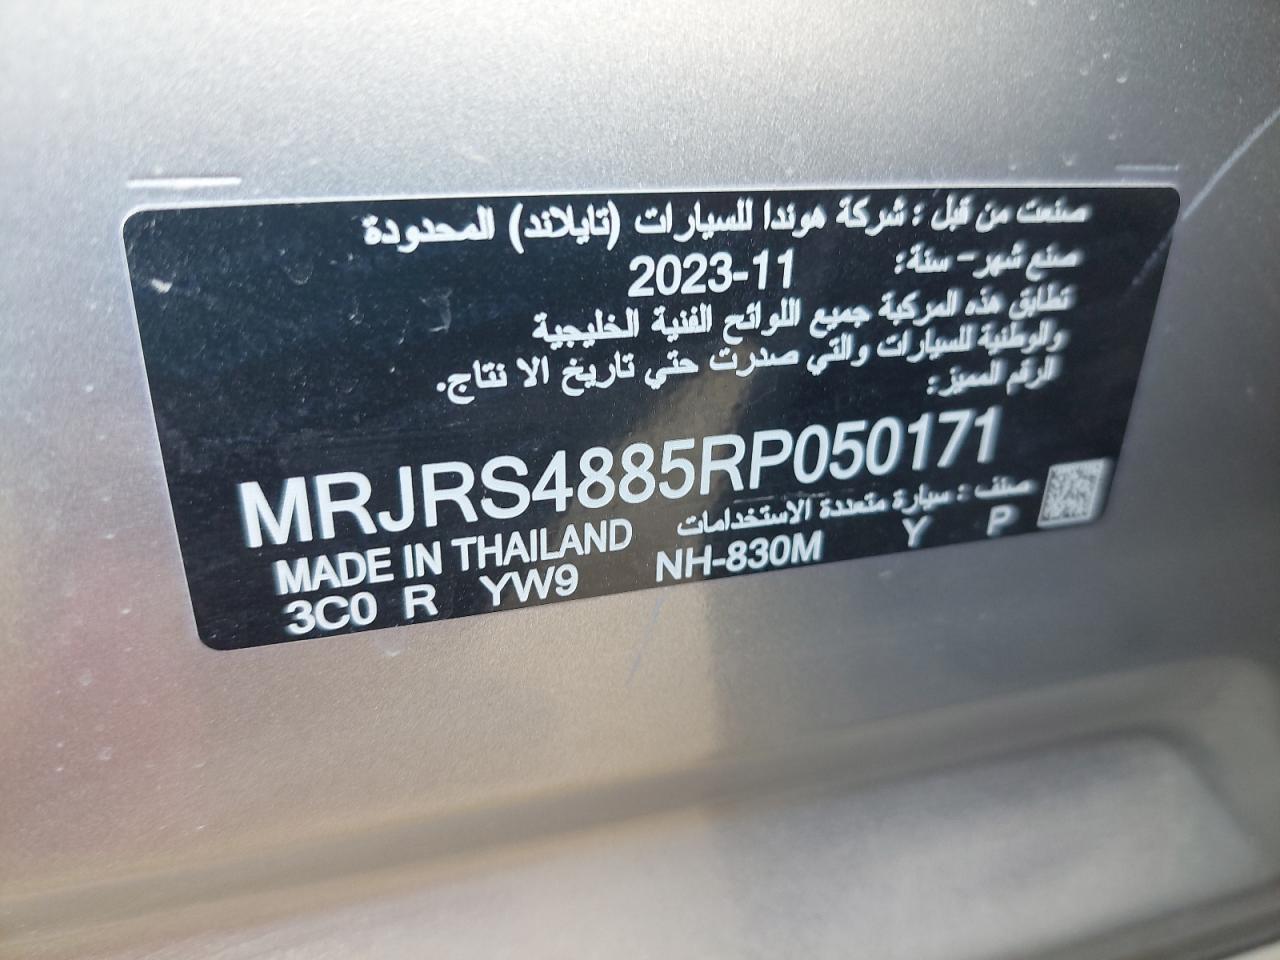 صنعت من قبل : شركة هوندا للسيارات (تايلاند) المحدودة
صنع شهر- سنة: 2023-11
تطابق هذه المركبة جميع اللوائح الفنية الخليجية
والوطنية للسيارات والتي صدرت حتي تاريخ الا نتاج.
الرقم المميز:
MRJRS4885RP050171
صنف : سيارة متعددة الاستخدامات
MADE IN THAILAND
3C0 R YW9 NH-830M Y P